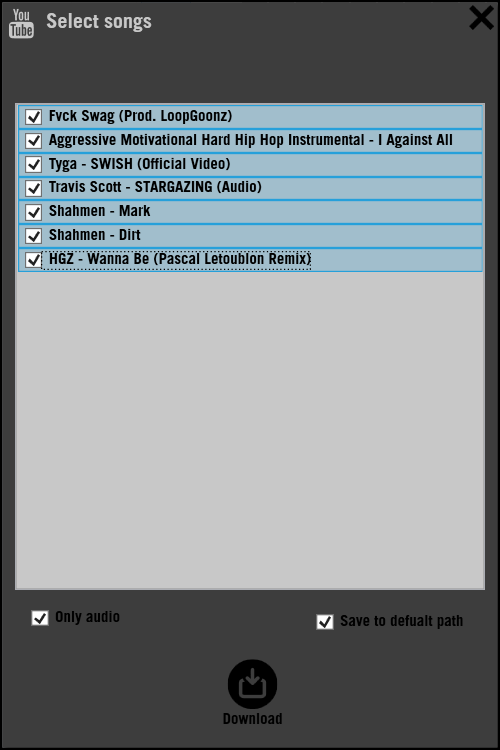 You
Tube
Select songs
Fvck Swag (Prod. LoopGoonz)
Aggressive Motivational Hard Hip Hop Instrumental - I Against All
Tyga - SWISH (Official Video)
Travis Scott - STARGAZING (Audio)
Shahmen - Mark
Shahmen - Dirt
HGZ - Wanna Be (Pascal Letoublon Remix)
Only audio
Save to defualt path
Download